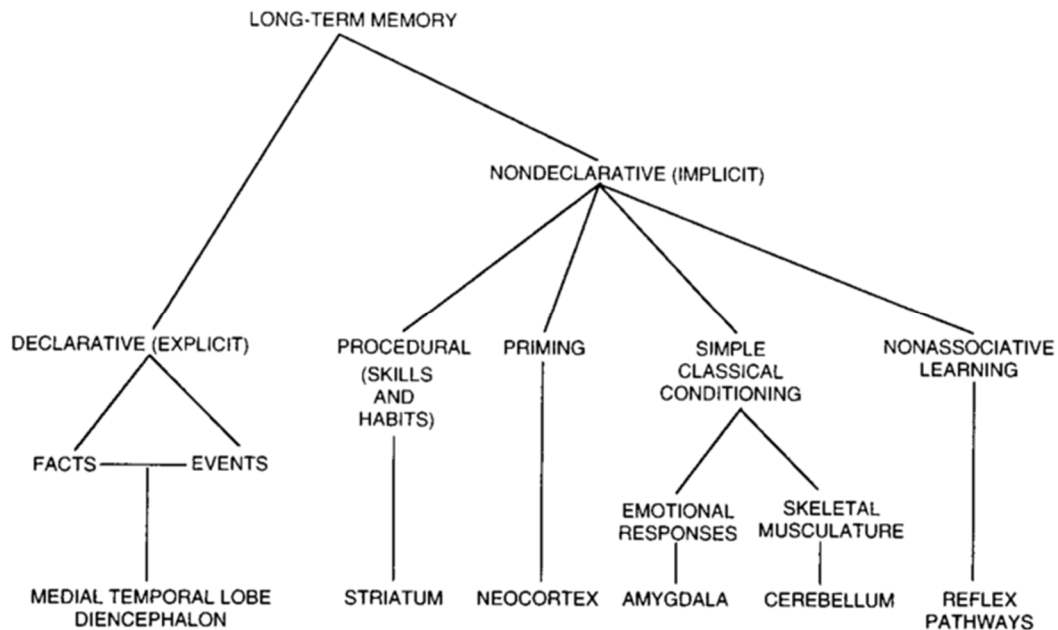 LONG-TERM MEMORY
NONDECLARATIVE (IMPLICIT)
DECLARATIVE (EXPLICIT)
PROCEDURAL
(SKILLS
AND
HABITS)
PRIMING
SIMPLE
CLASSICAL
CONDITIONING
NONASSOCIATIVE
LEARNING
FACTS
EVENTS
EMOTIONAL
RESPONSES
SKELETAL
MUSCULATURE
MEDIAL TEMPORAL LOBE
DIENCEPHALON
STRIATUM
NEOCORTEX
AMYGDALA
CEREBELLUM
REFLEX
PATHWAYS